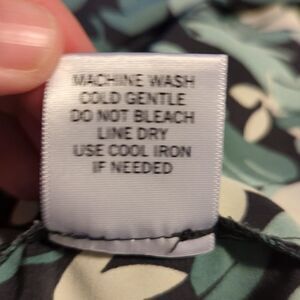 MACHINE WASH
COLD GENTLE
DO NOT BLEACH
LINE DRY
USE COOL IRON
IF NEEDED